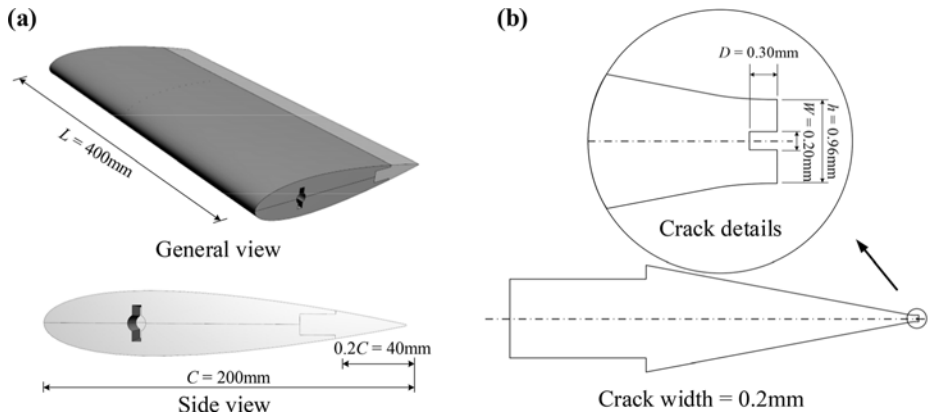 (a)
L = 400mm
General view
0.2C = 40mm
C = 200mm
Side view
(b)
D = 0.30mm
W = 0.20mm
h = 0.96mm
Crack details
Crack width = 0.2mm